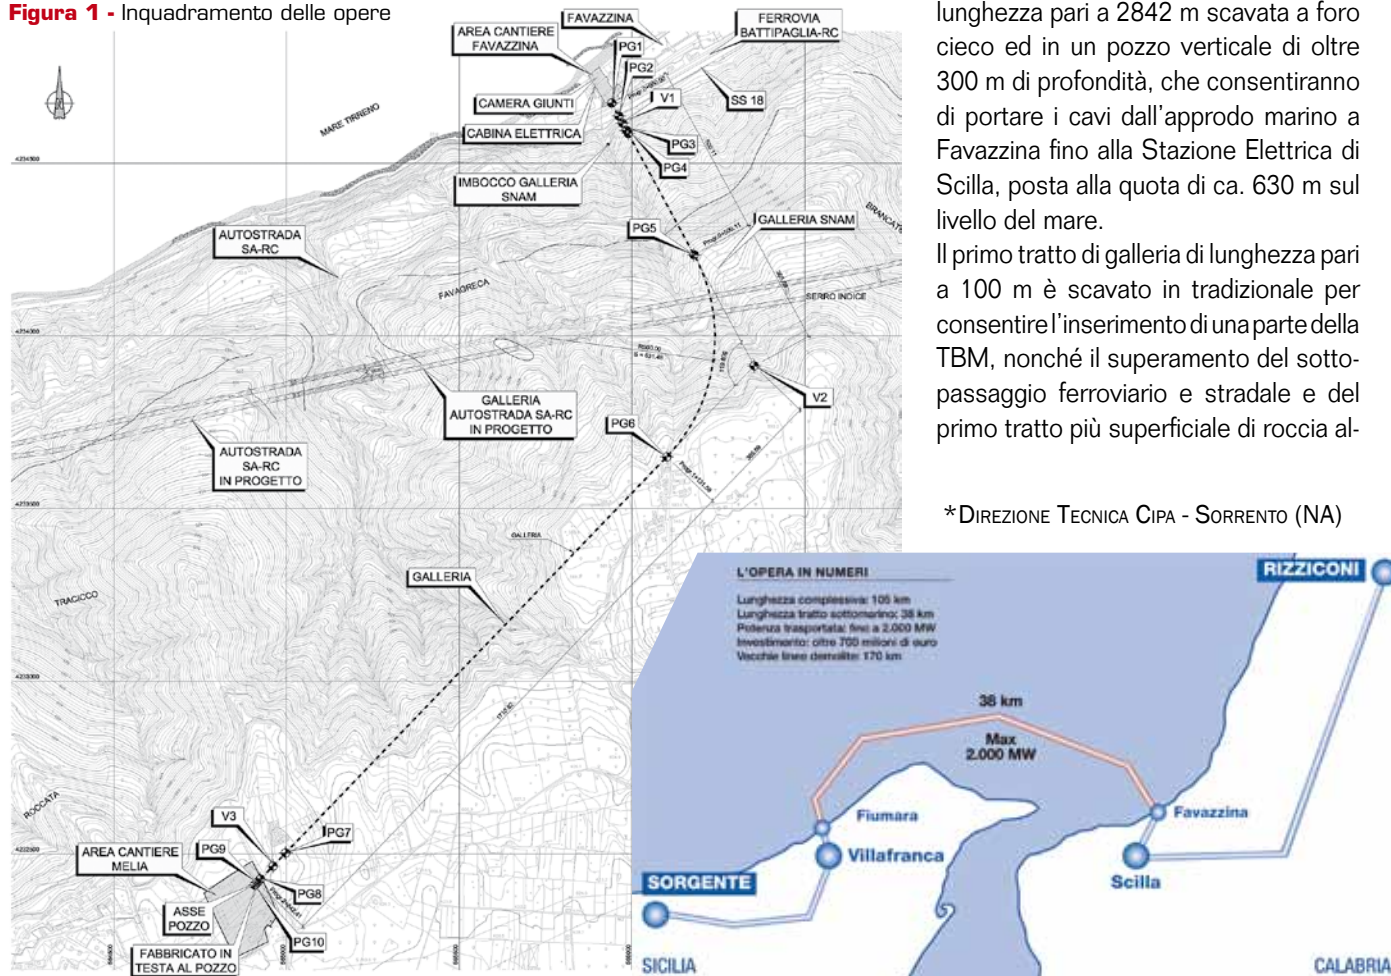 Figura 1 - Inquadramento delle opere
FAVAZZINA
FERROVIA
BATTIPAGLIA-RC
AREA CANTIERE
FAVAZZINA
PG1
PG2
V1
SS 18
CAMERA GIUNTI
CABINA ELETTRICA
PG3
PG4
MARE TIRRENO
IMBOCCO GALLERIA
SNAM
GALLERIA SNAM
PG5
AUTOSTRADA
SA-RC
FAVAGRECA
SERRO INDICE
V2
GALLERIA
AUTOSTRADA SA-RC
IN PROGETTO
PG6
AUTOSTRADA
SA-RC
IN PROGETTO
GALLERIA
GALLERIA
TRACICCO
ROCCATA
V3
PG7
PG9
AREA CANTIERE
MELIA
PG8
ASSE
POZZO
PG10
FABBRICATO IN
TESTA AL POZZO
lunghezza pari a 2842 m scavata a foro
cieco ed in un pozzo verticale di oltre
300 m di profondità, che consentiranno
di portare i cavi dall'approdo marino a
Favazzina fino alla Stazione Elettrica di
Scilla, posta alla quota di ca. 630 m sul
livello del mare.
Il primo tratto di galleria di lunghezza pari
a 100 m è scavato in tradizionale per
consentire l'inserimento di una parte della
TBM, nonché il superamento del sotto-
passaggio ferroviario e stradale e del
primo tratto più superficiale di roccia al-
*Direzione Tecnica Cipa - Sorrento (NA)
L'OPERA IN NUMERI
Lunghezza complessiva: 105 km
Lunghezza tratto sottomarino: 38 km
Potenza trasportata: fino a 2.000 MW
Investimento: oltre 700 milioni di euro
Vecchie linee demolite: 170 km
RIZZICONI
38 km
Max
2.000 MW
Fiumara
Favazzina
Villafranca
Scilla
SORGENTE
SICILIA
CALABRIA